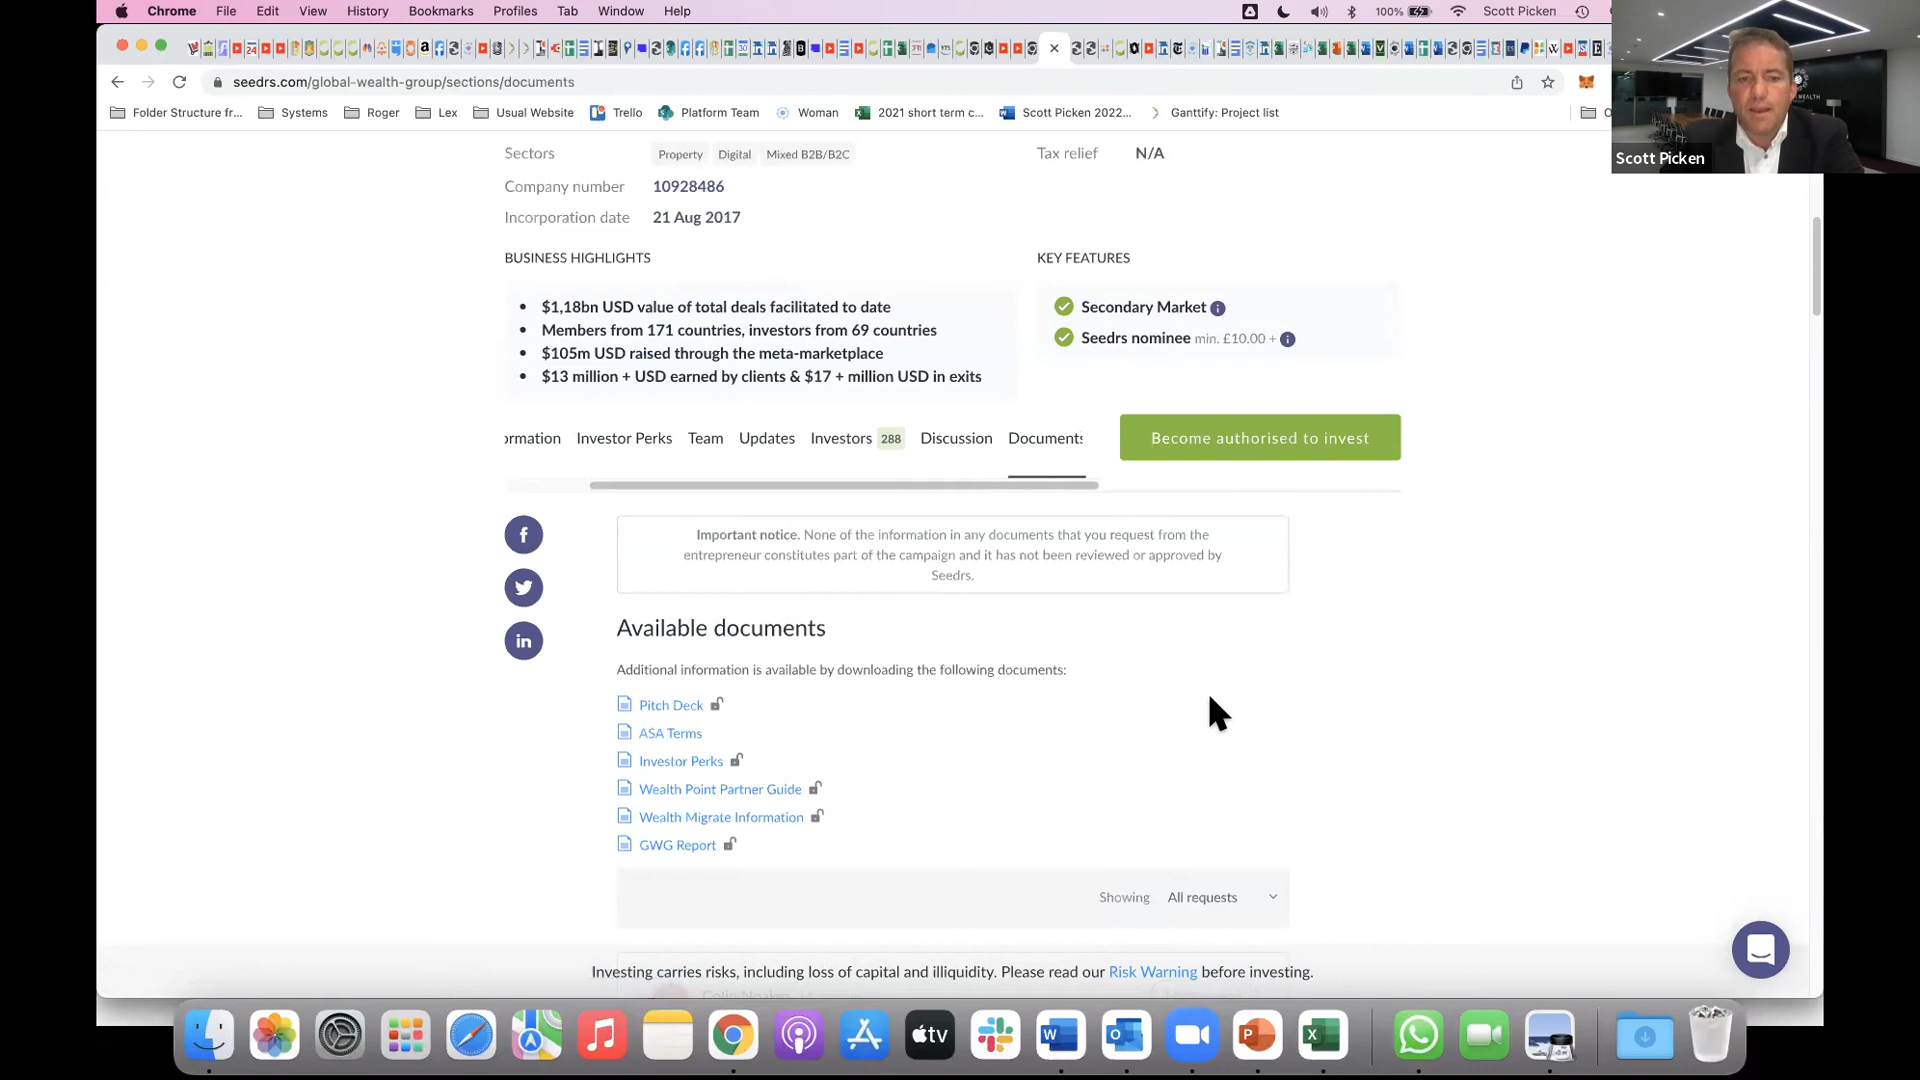 Chrome File Edit View History Bookmarks Profiles Tab Window Help
100% Scott Picken
seedrs.com/global-wealth-group/sections/documents
Folder Structure fr... Systems Roger Lex Usual Website Trello Platform Team Woman 2021 short term c... Scott Picken 2022... Ganttify: Project list
Scott Picken
Sectors Property Digital Mixed B2B/B2C Tax relief N/A
Company number 10928486
Incorporation date 21 Aug 2017
BUSINESS HIGHLIGHTS
• $1,18bn USD value of total deals facilitated to date
• Members from 171 countries, investors from 69 countries
• $105m USD raised through the meta-marketplace
• $13 million + USD earned by clients & $17 + million USD in exits
KEY FEATURES
Secondary Market
Seedrs nominee min. £10.00 +
ormation Investor Perks Team Updates Investors 288 Discussion Documents
Become authorised to invest
Important notice. None of the information in any documents that you request from the
entrepreneur constitutes part of the campaign and it has not been reviewed or approved by
Seedrs.
Available documents
Additional information is available by downloading the following documents:
Pitch Deck
ASA Terms
Investor Perks
Wealth Point Partner Guide
Wealth Migrate Information
GWG Report
Showing All requests
Investing carries risks, including loss of capital and illiquidity. Please read our Risk Warning before investing.
tv